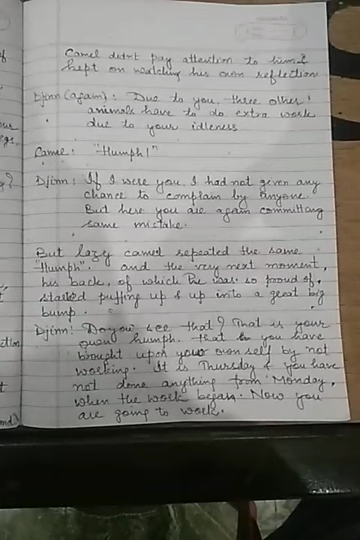 Camel didn't pay attention to him &
kept on watching his own reflection
Djinn (again): Due to you, three other
animals have to do extra work
due to your idleness.
Camel: "Humph!"
Djinn: If I were you, I had not given any
chance to complain by anyone.
But here you are again committing
same mistake.
But lazy camel repeated the same
"Humph". and the very next moment,
his back, of which he was so proud of,
started puffing up & up into a great big
bump.
Djinn: Do you see that? That is your
humph. that you have
brought upon your own self by not
working. It is Thursday & you have
not done anything from Monday,
when the work began. Now you
are going to work.